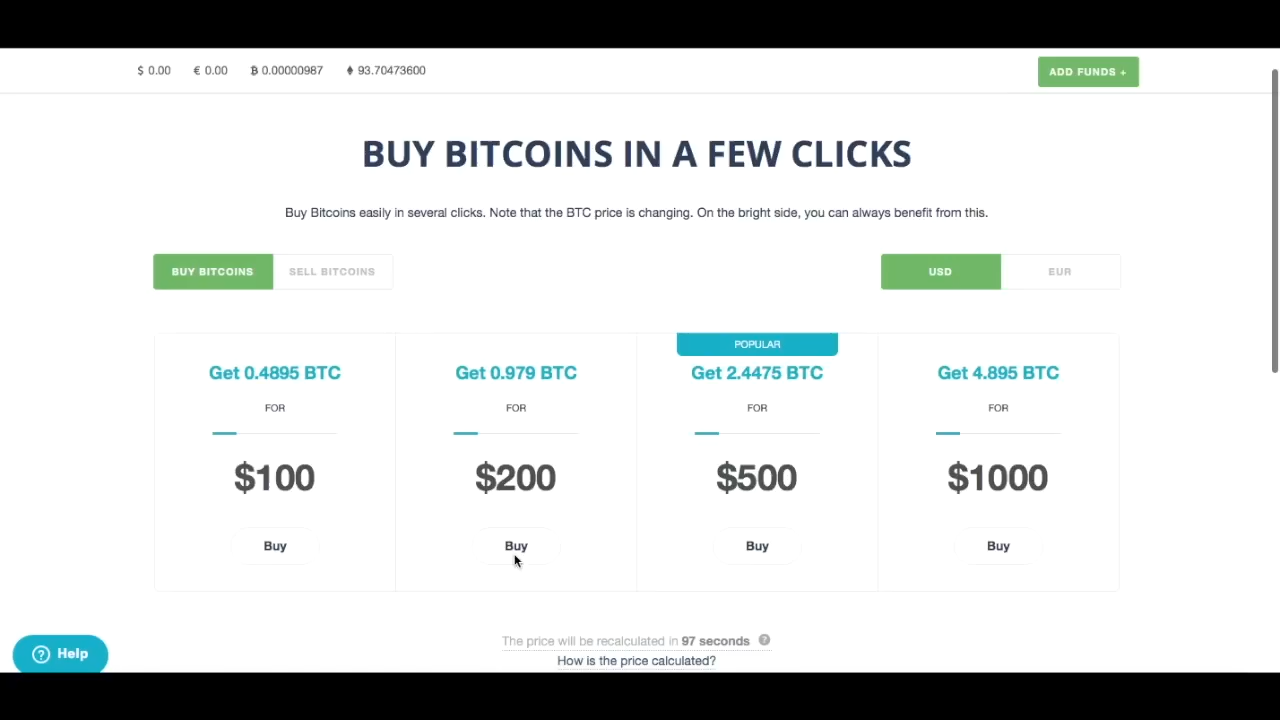 $ 0.00 € 0.00 ₿ 0.00000987 ♦ 93.70473600
ADD FUNDS +
BUY BITCOINS IN A FEW CLICKS
Buy Bitcoins easily in several clicks. Note that the BTC price is changing. On the bright side, you can always benefit from this.
BUY BITCOINS SELL BITCOINS USD EUR
POPULAR
Get 0.4895 BTC Get 0.979 BTC Get 2.4475 BTC Get 4.895 BTC
FOR FOR FOR FOR
$100 $200 $500 $1000
Buy Buy Buy Buy
The price will be recalculated in 97 seconds ?
? Help
How is the price calculated?